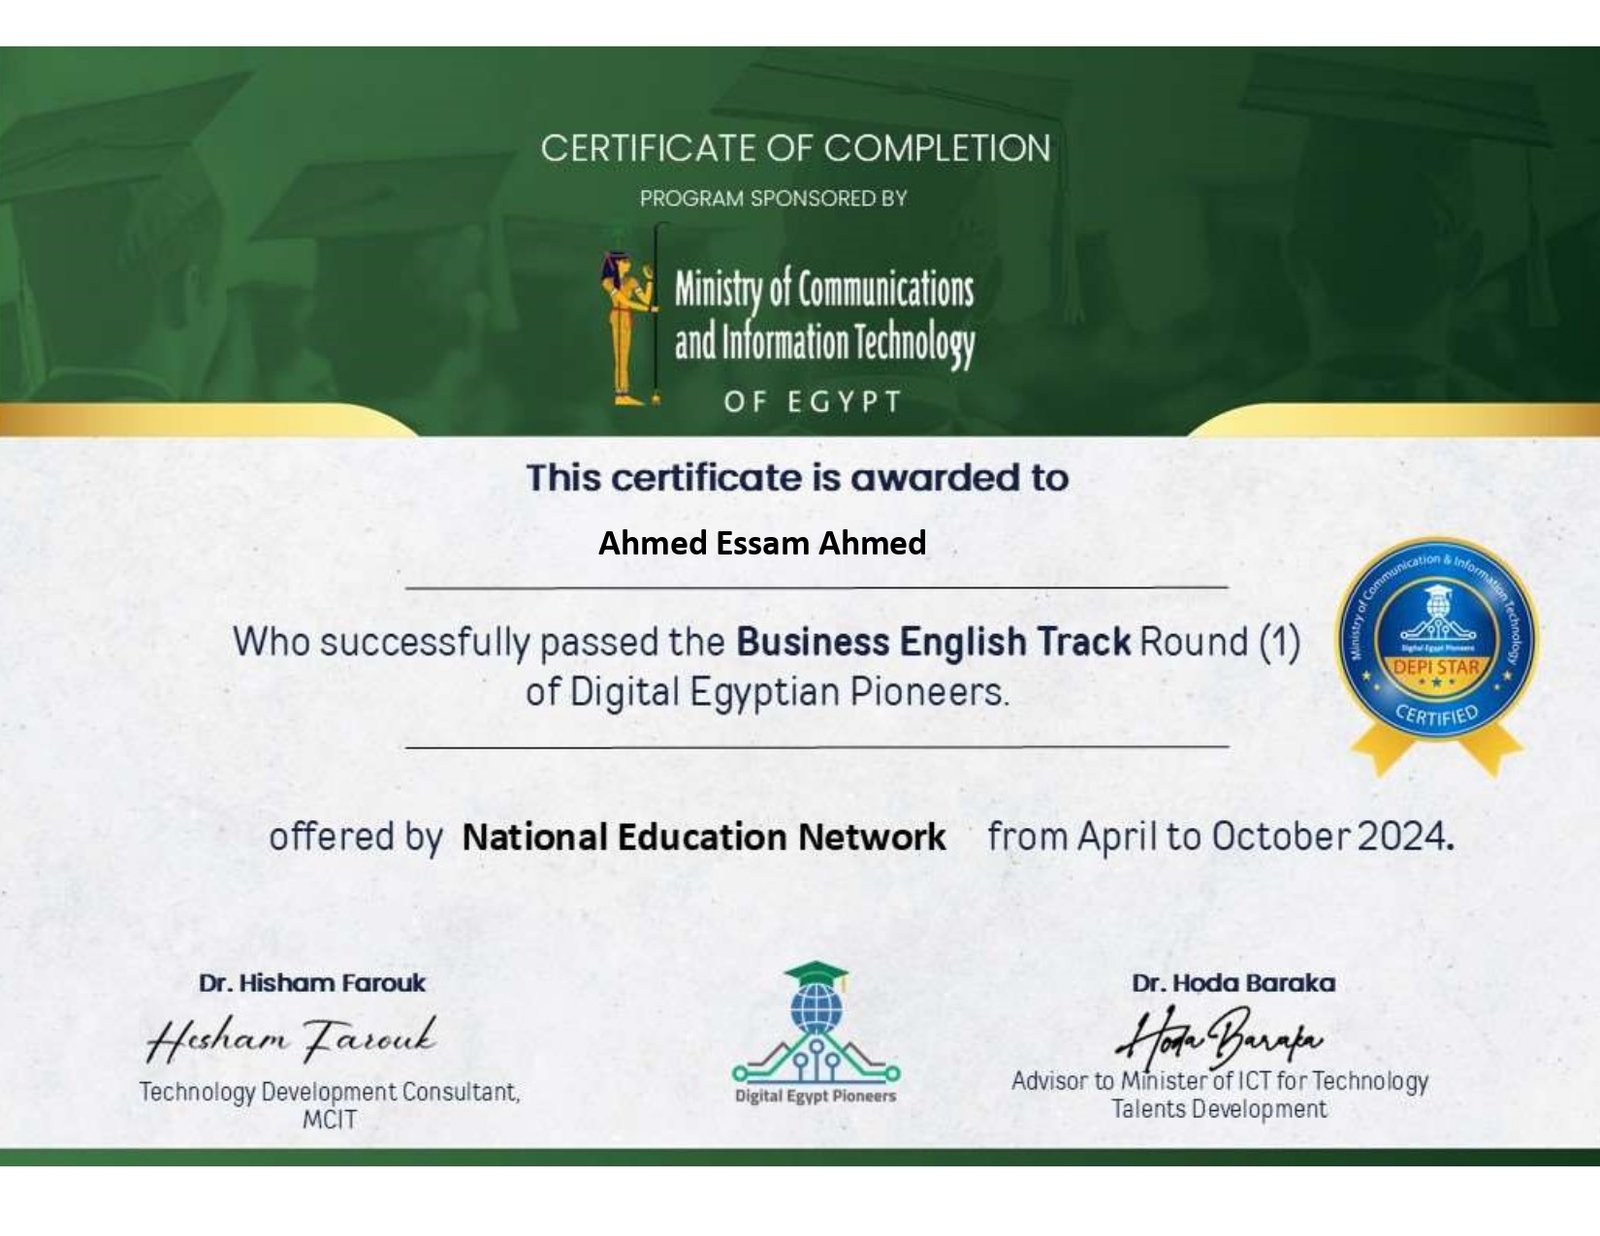 CERTIFICATE OF COMPLETION
PROGRAM SPONSORED BY
Ministry of Communications
and Information Technology
OF EGYPT
This certificate is awarded to
Ahmed Essam Ahmed
Who successfully passed the Business English Track Round (1)
of Digital Egyptian Pioneers.
Ministry of Communication & Information Technology
Digital Egypt Pioneers
DEPI STAR
CERTIFIED
offered by National Education Network from April to October 2024.
Dr. Hisham Farouk
Hisham Farouk
Technology Development Consultant,
MCIT
Digital Egypt Pioneers
Dr. Hoda Baraka
Hoda Baraka
Advisor to Minister of ICT for Technology
Talents Development